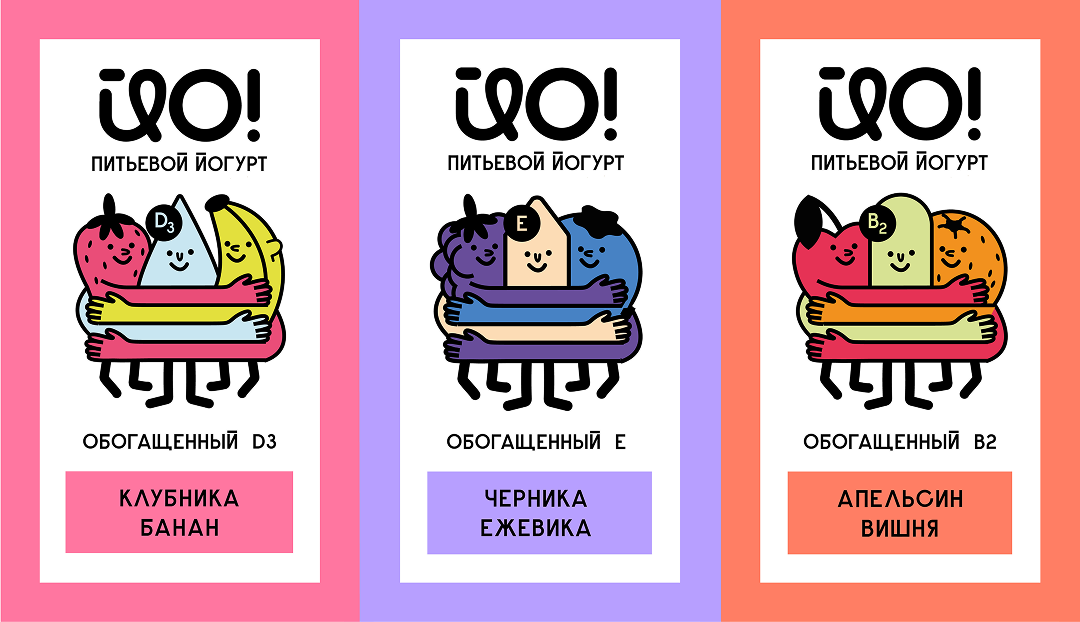 ЙО!
ПИТЬЕВОЙ ЙОГУРТ
D3
ОБОГАЩЕННЫЙ D3
КЛУБНИКА
БАНАН
ЙО!
ПИТЬЕВОЙ ЙОГУРТ
E
ОБОГАЩЕННЫЙ E
ЧЕРНИКА
ЕЖЕВИКА
ЙО!
ПИТЬЕВОЙ ЙОГУРТ
B2
ОБОГАЩЕННЫЙ B2
АПЕЛЬСИН
ВИШНЯ